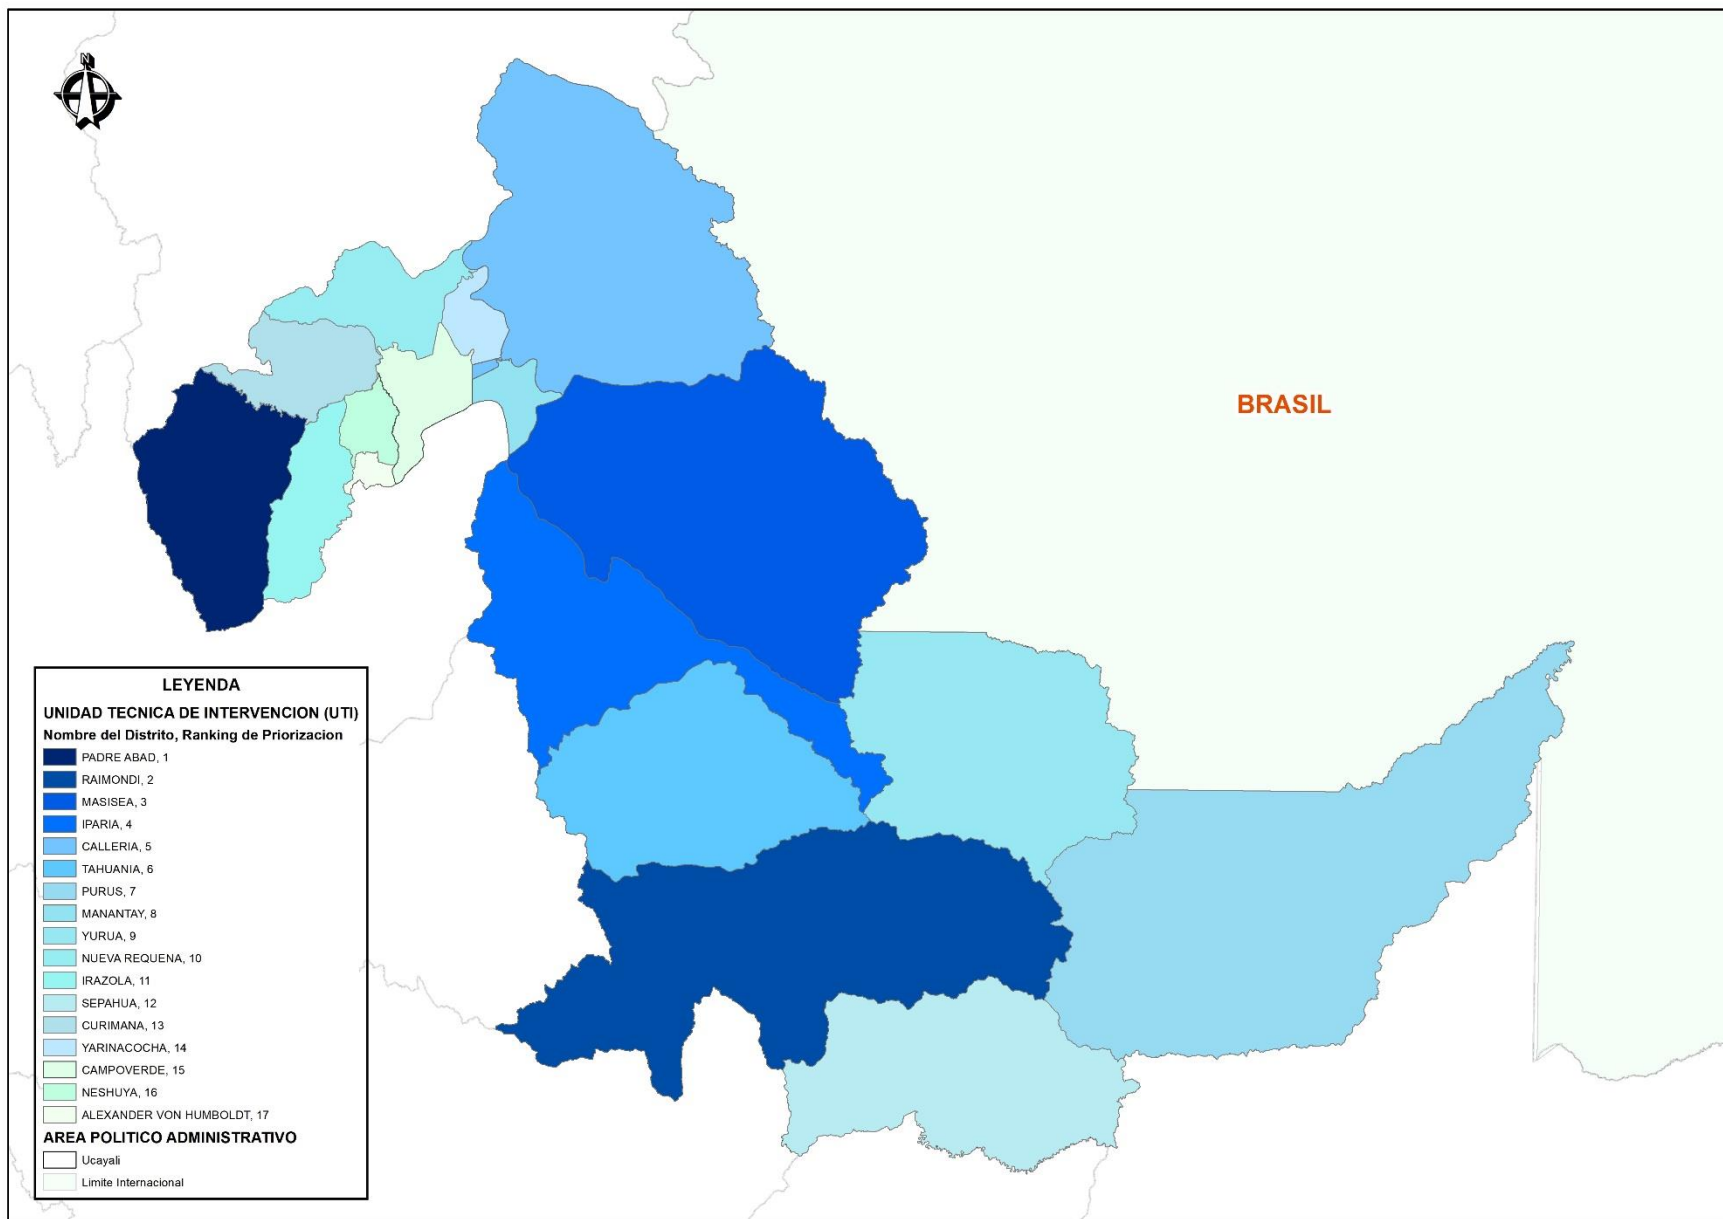 N
BRASIL
LEYENDA
UNIDAD TECNICA DE INTERVENCION (UTI)
Nombre del Distrito, Ranking de Priorizacion
PADRE ABAD, 1
RAIMONDI, 2
MASISEA, 3
IPARIA, 4
CALLERIA, 5
TAHUANIA, 6
PURUS, 7
MANANTAY, 8
YURUA, 9
NUEVA REQUENA, 10
IRAZOLA, 11
SEPAHUA, 12
CURIMANA, 13
YARINACOCHA, 14
CAMPOVERDE, 15
NESHUYA, 16
ALEXANDER VON HUMBOLDT, 17
AREA POLITICO ADMINISTRATIVO
Ucayali
Limite Internacional